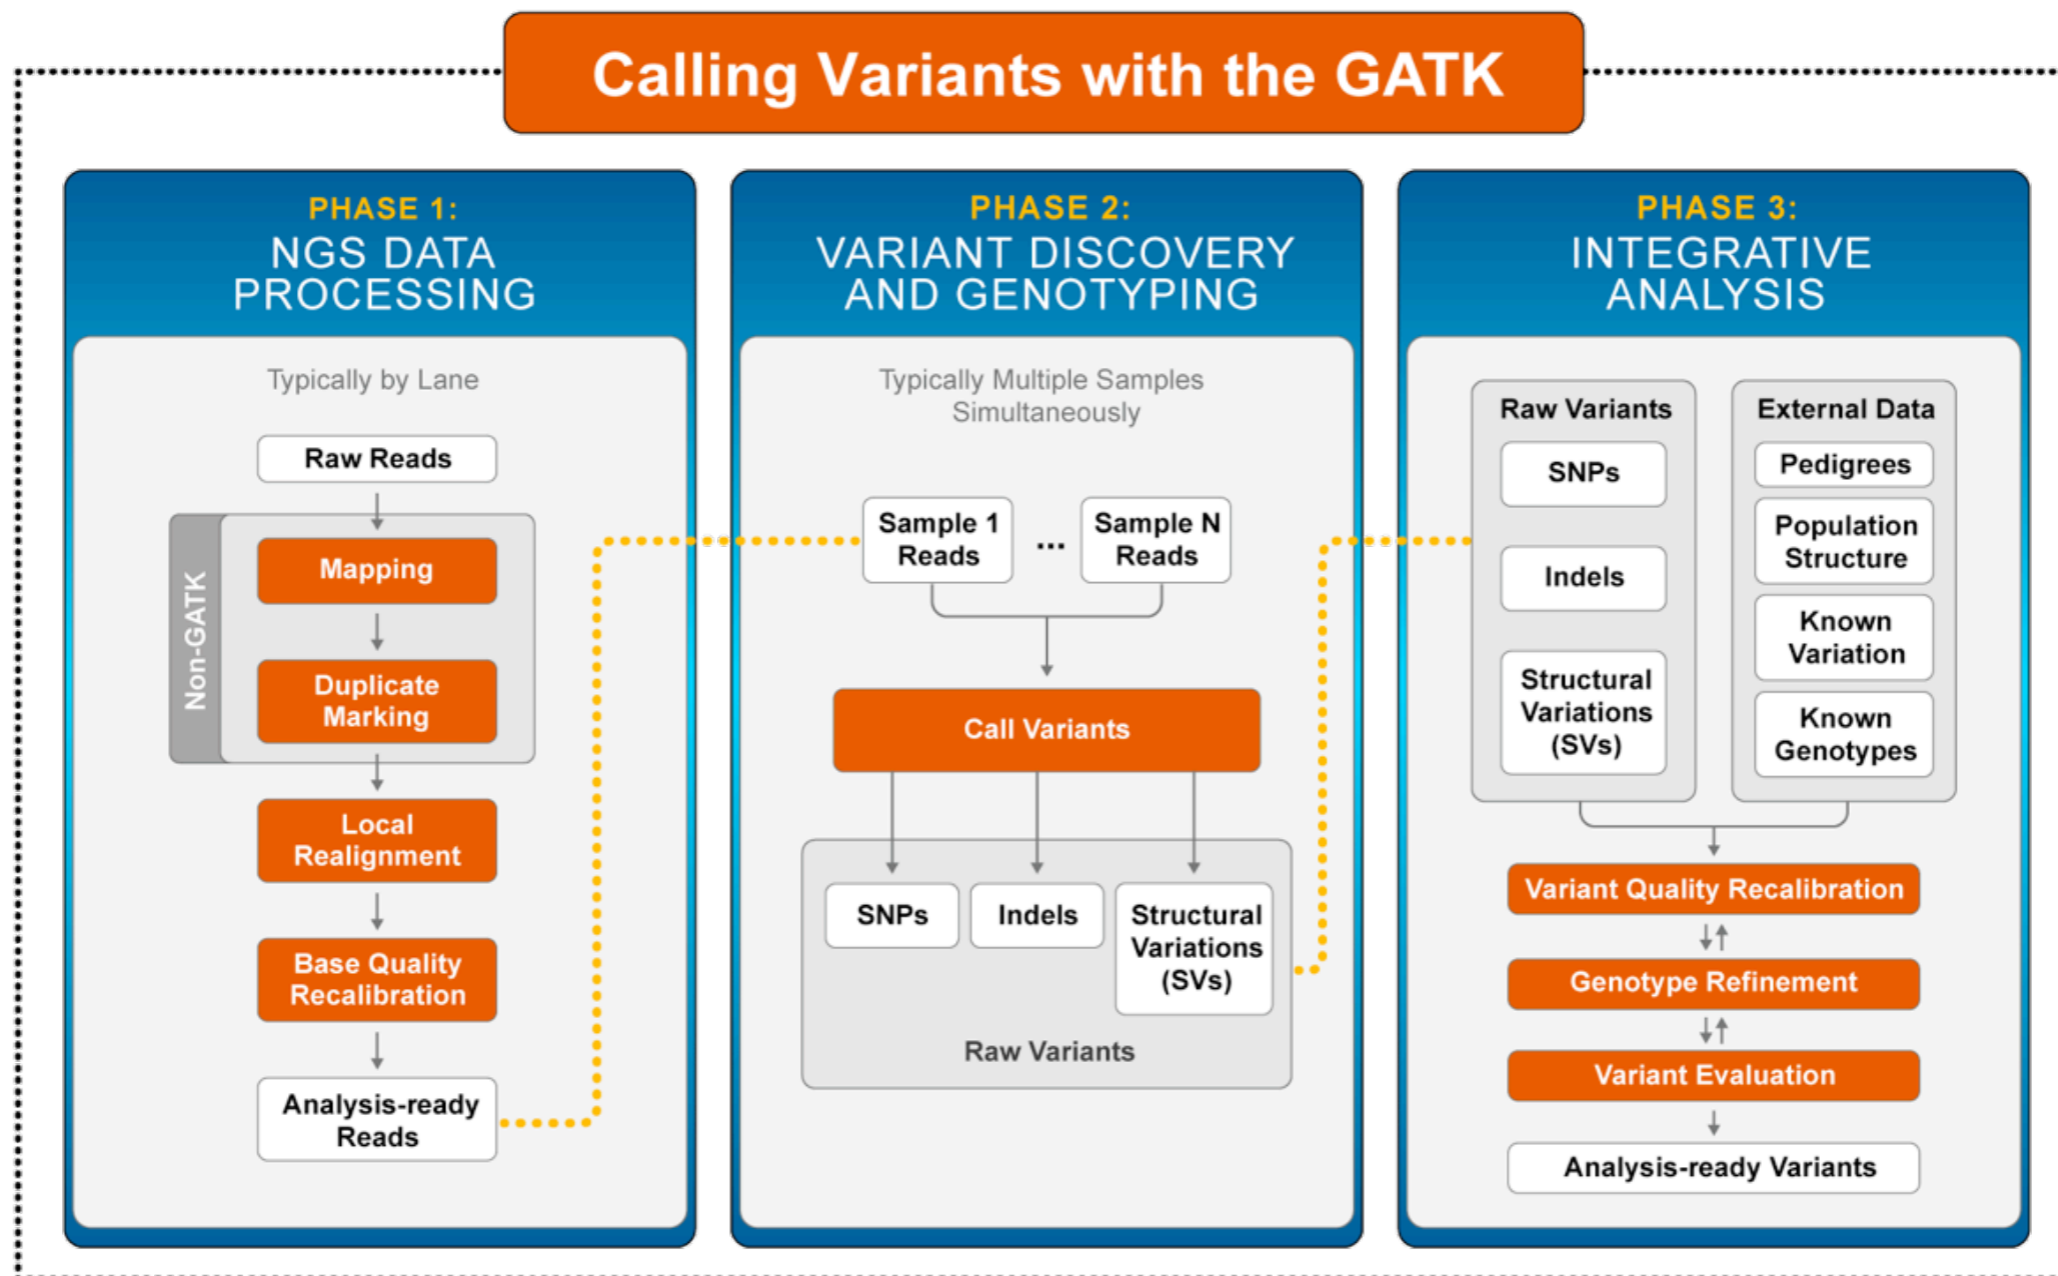 Calling Variants with the GATK
PHASE 1:
NGS DATA
PROCESSING
Typically by Lane
Raw Reads
Non-GATK
Mapping
Duplicate
Marking
Local
Realignment
Base Quality
Recalibration
Analysis-ready
Reads
PHASE 2:
VARIANT DISCOVERY
AND GENOTYPING
Typically Multiple Samples
Simultaneously
Sample 1
Reads
...
Sample N
Reads
Call Variants
SNPs
Indels
Structural
Variations
(SVs)
Raw Variants
PHASE 3:
INTEGRATIVE
ANALYSIS
Raw Variants
SNPs
Indels
Structural
Variations
(SVs)
External Data
Pedigrees
Population
Structure
Known
Variation
Known
Genotypes
Variant Quality Recalibration
Genotype Refinement
Variant Evaluation
Analysis-ready Variants